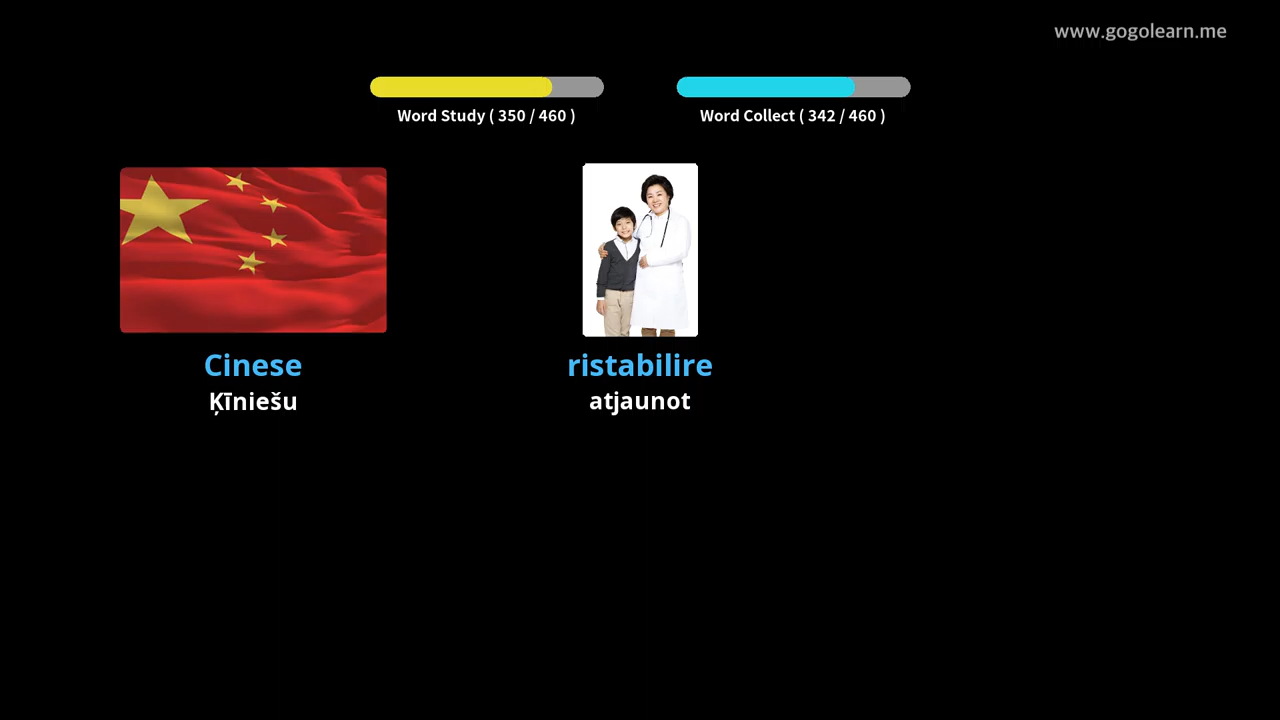 www.gogolearn.me
Word Study ( 350 / 460 )
Word Collect ( 342 / 460 )
Cinese
Ķīniešu
ristabilire
atjaunot